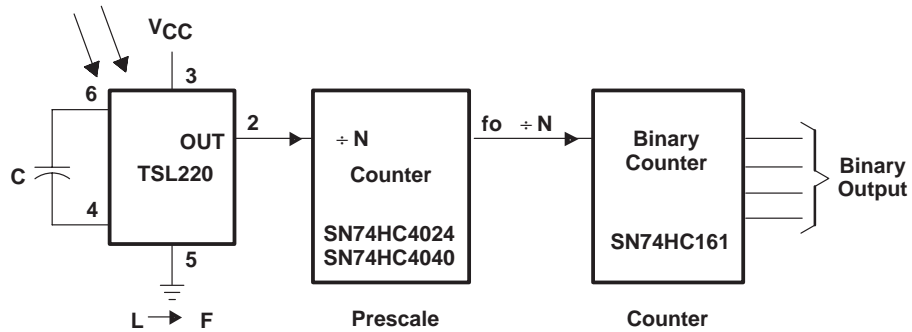 VCC
3
6
OUT
2
TSL220
C
4
5
L F
÷ N
Counter
SN74HC4024
SN74HC4040
Prescale
fo ÷ N
Binary
Counter
SN74HC161
Counter
Binary
Output